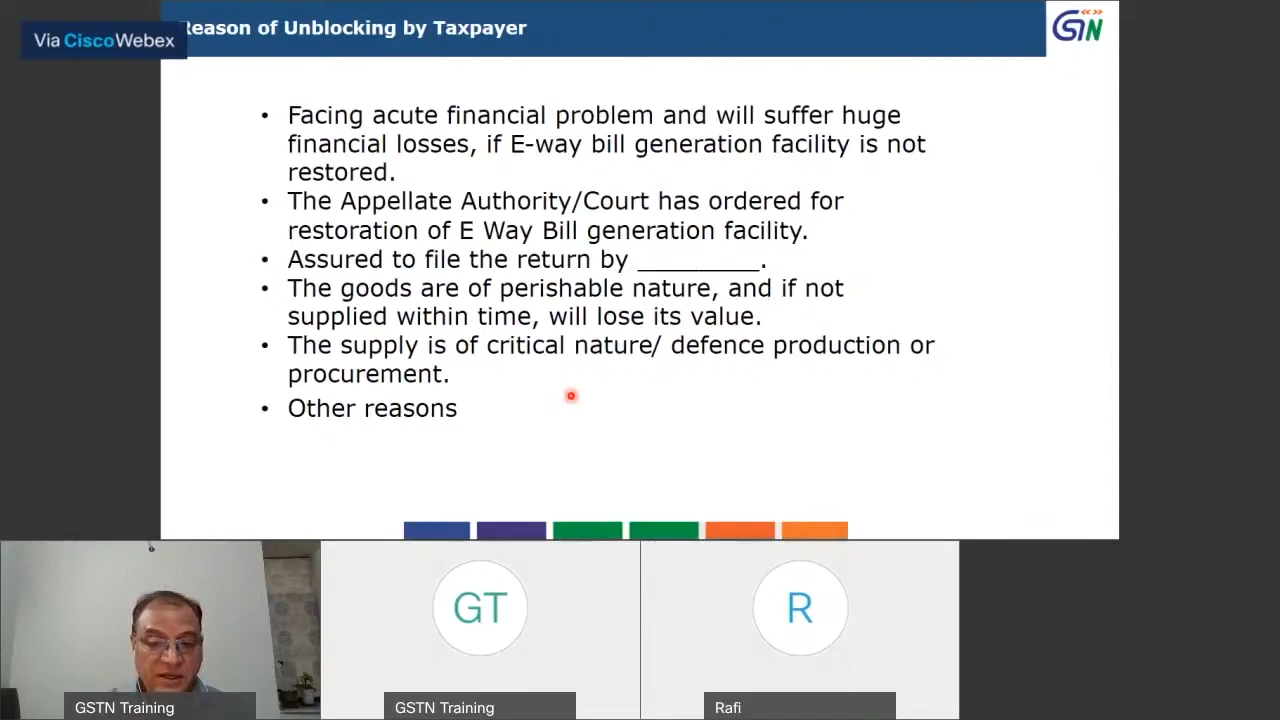 Via CiscoWebex
Reason of Unblocking by Taxpayer
GSTN
• Facing acute financial problem and will suffer huge
financial losses, if E-way bill generation facility is not
restored.
• The Appellate Authority/Court has ordered for
restoration of E Way Bill generation facility.
• Assured to file the return by _________.
• The goods are of perishable nature, and if not
supplied within time, will lose its value.
• The supply is of critical nature/ defence production or
procurement.
• Other reasons
GT
R
GSTN Training
GSTN Training
Rafi